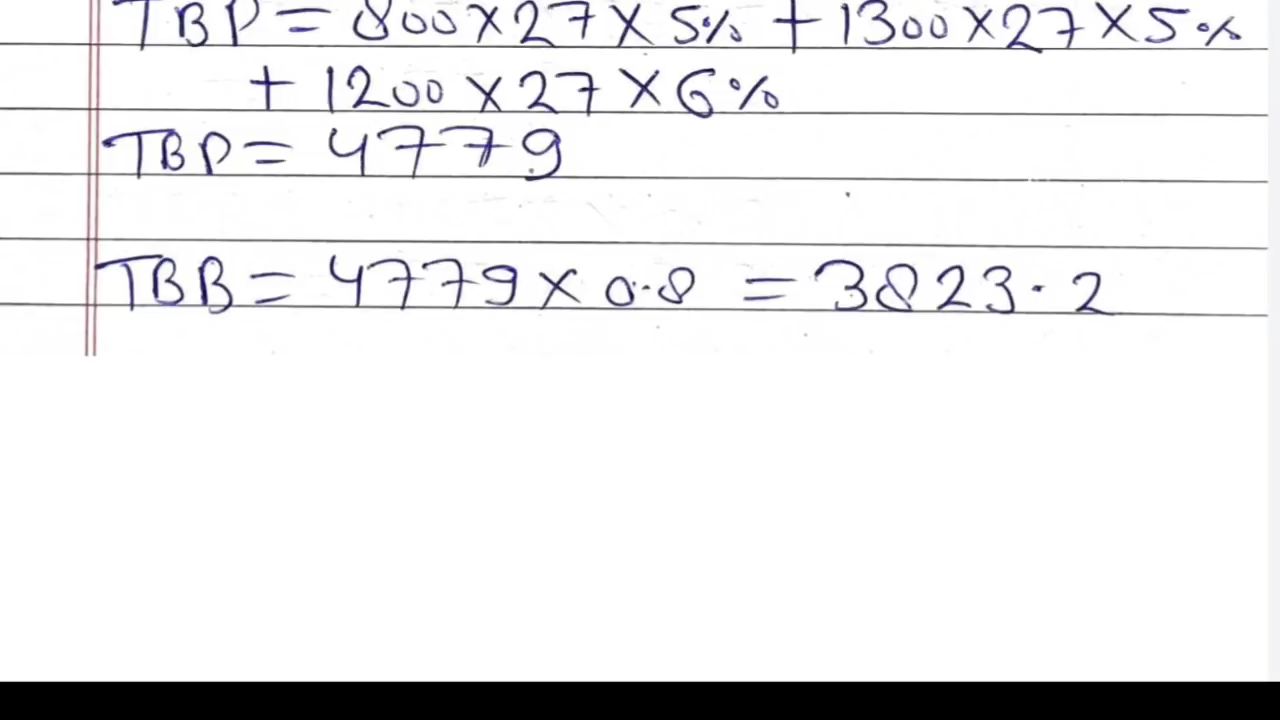 TBP = 800 × 27 × 5% + 1300 × 27 × 5%
+ 1200 × 27 × 6%
TBP = 4779
TBB = 4779 × 0.8 = 3823.2